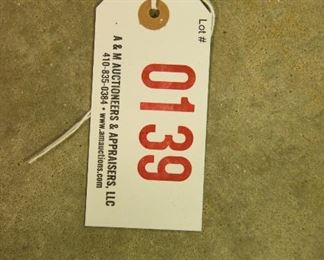 Lot #
0139
A & M AUCTIONEERS & APPRAISERS, LLC
410-835-0384 • www.amauctions.com